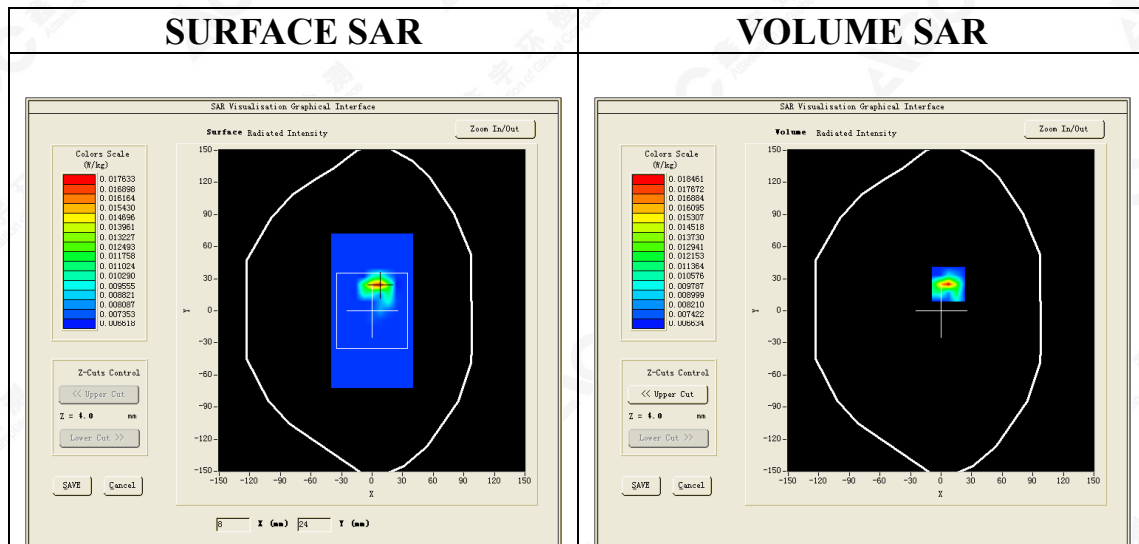 SURFACE SAR
VOLUME SAR
SAR Visualisation Graphical Interface
Surface Radiated Intensity
Zoom In/Out
Colors Scale
(W/kg)
0.017633
0.016898
0.016164
0.015430
0.014696
0.013961
0.013227
0.012493
0.011758
0.011024
0.010290
0.009555
0.008821
0.008087
0.007353
0.006618
150
120
90
60
30
0
-30
-60
-90
-120
-150
Y
-150 -120 -90 -60 -30 0 30 60 90 120 150
X
Z-Cuts Control
<< Upper Cut
Z = 4.0 mm
Lower Cut >>
SAVE Cancel
8 X (mm) 24 Y (mm)
SAR Visualisation Graphical Interface
Volume Radiated Intensity
Zoom In/Out
Colors Scale
(W/kg)
0.018461
0.017672
0.016884
0.016095
0.015307
0.014518
0.013730
0.012941
0.012153
0.011364
0.010576
0.009787
0.008999
0.008210
0.007422
0.006634
150
120
90
60
30
0
-30
-60
-90
-120
-150
Y
-150 -120 -90 -60 -30 0 30 60 90 120 150
X
Z-Cuts Control
<< Upper Cut
Z = 4.0 mm
Lower Cut >>
SAVE Cancel